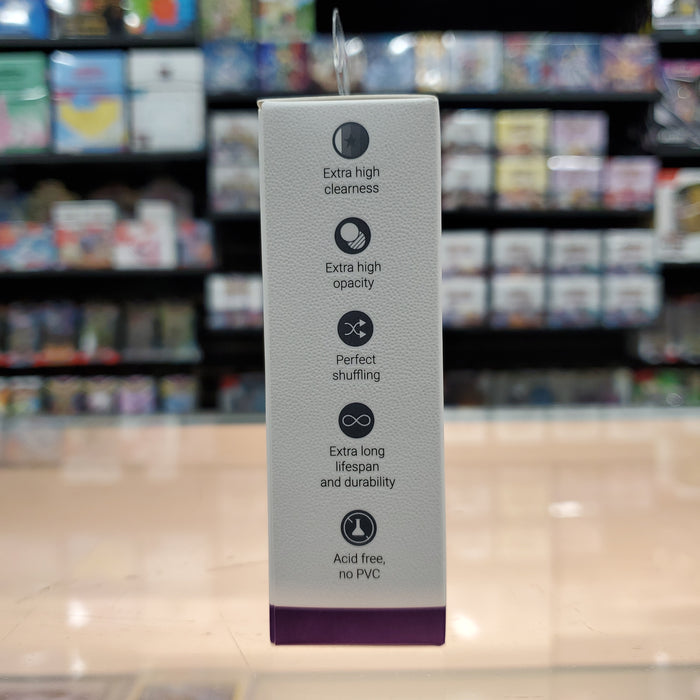 Extra high
clearness
Extra high
opacity
Perfect
shuffling
Extra long
lifespan
and durability
Acid free,
no PVC